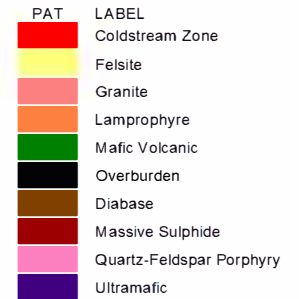 PAT LABEL
Coldstream Zone
Felsite
Granite
Lamprophyre
Mafic Volcanic
Overburden
Diabase
Massive Sulphide
Quartz-Feldspar Porphyry
Ultramafic